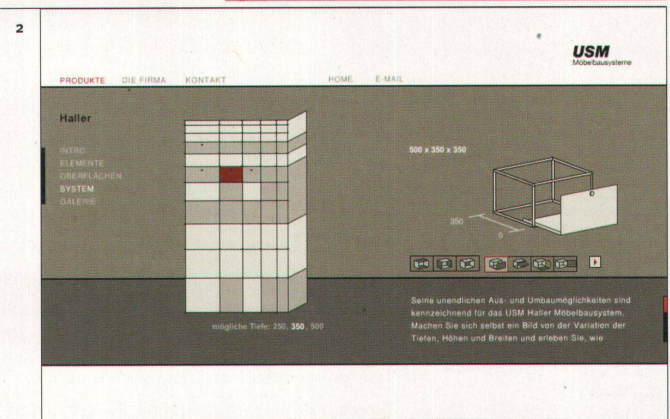 2
USM
Möbelbausysteme
PRODUKTE DIE FIRMA KONTAKT HOME E-MAIL
Haller
INTRO
ELEMENTE
OBERFLÄCHEN
SYSTEM
GALERIE
500 x 350 x 350
350
0
mögliche Tiefe: 250, 350, 500
Seine unendlichen Aus- und Umbaumöglichkeiten sind
kennzeichnend für das USM Haller Möbelbausystem.
Machen Sie sich selbst ein Bild von der Variation der
Tiefen, Höhen und Breiten und erleben Sie, wie